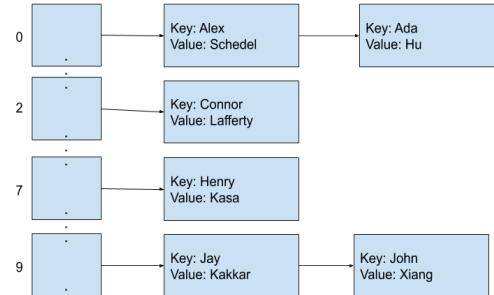 0
Key: Alex
Value: Schedel
Key: Ada
Value: Hu
2
Key: Connor
Value: Lafferty
7
Key: Henry
Value: Kasa
9
Key: Jay
Value: Kakkar
Key: John
Value: Xiang